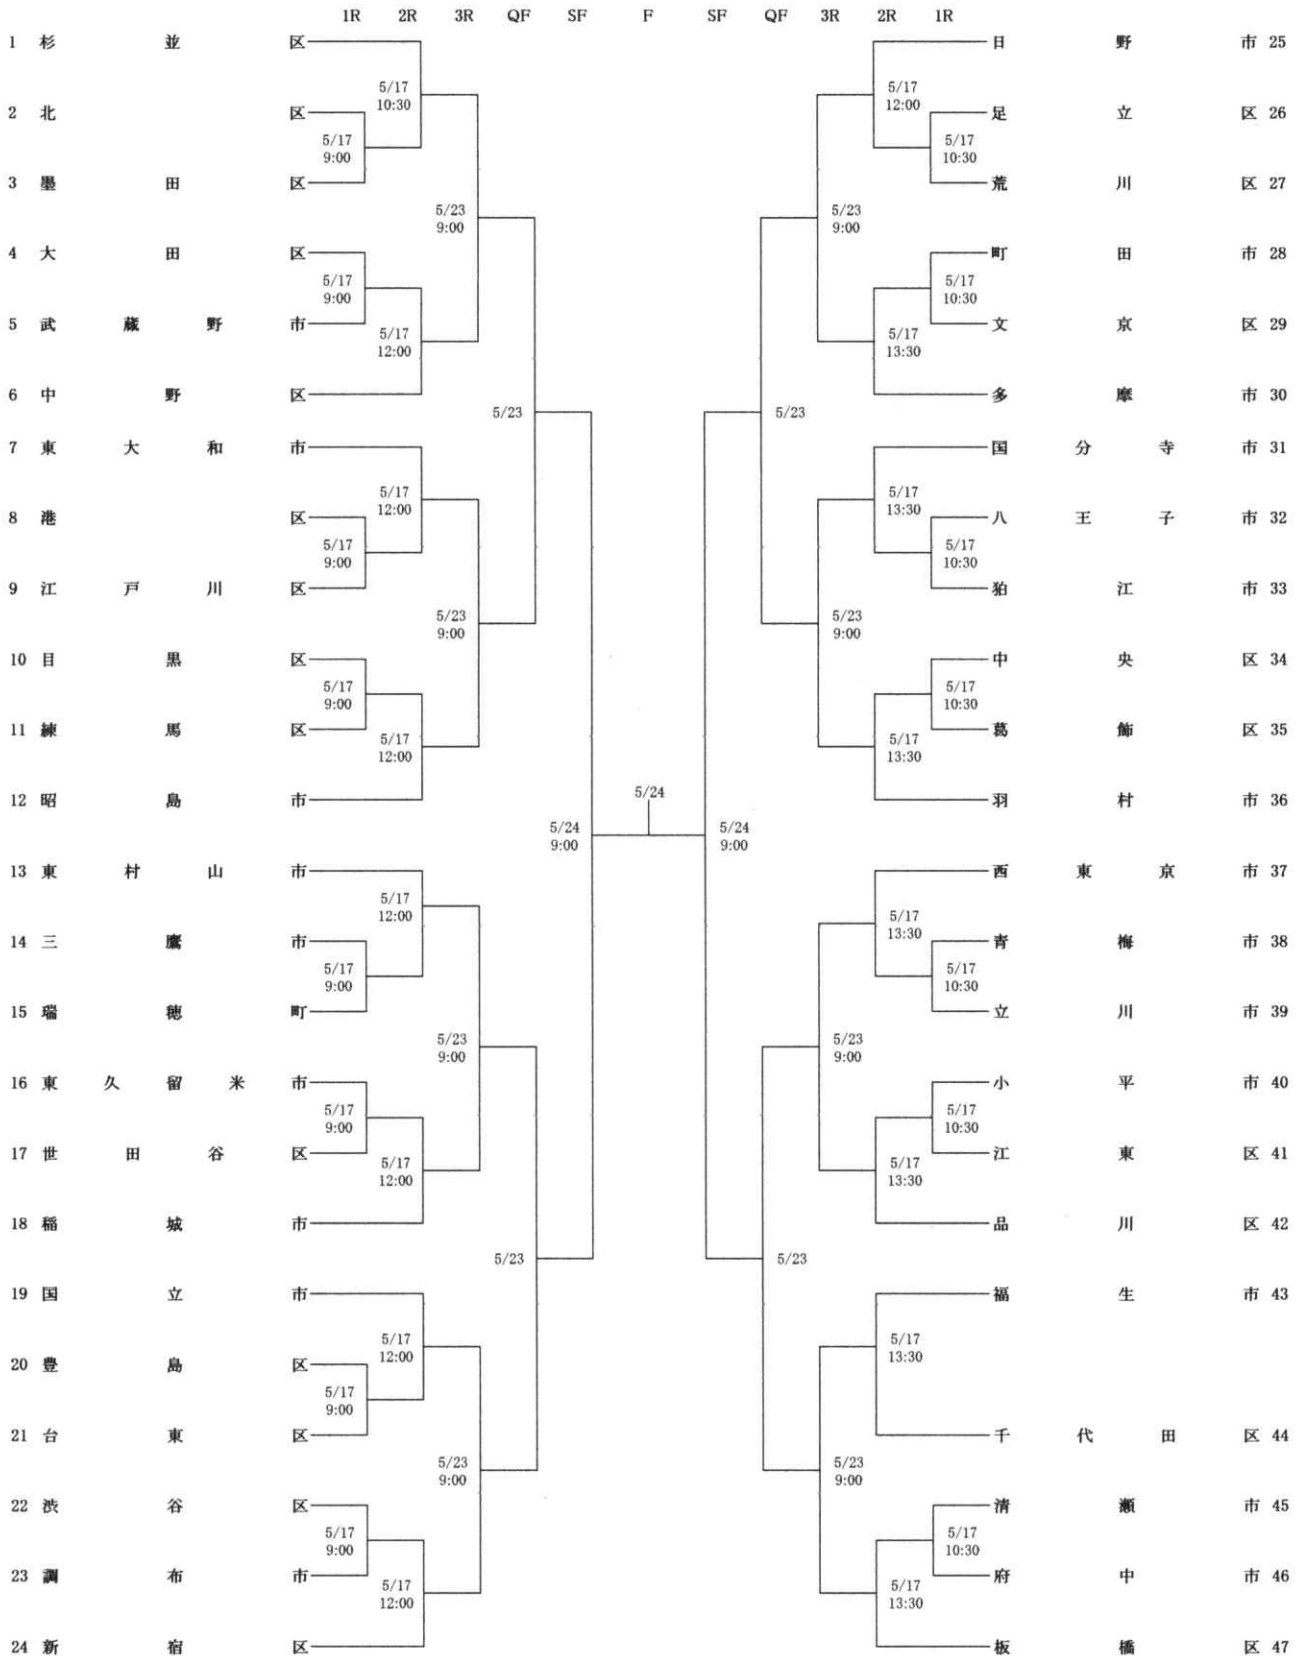 1R 2R 3R QF SF F SF QF 3R 2R 1R
1 杉並区 日野市 25
5/17 5/17
10:30 12:00
2 北区 足立区 26
5/17 5/17
9:00 10:30
3 墨田区 荒川区 27
5/23 5/23
9:00 9:00
4 大田区 町田市 28
5/17 5/17
9:00 10:30
5 武蔵野市 文京区 29
5/17 5/17
12:00 13:30
6 中野区 多摩市 30
5/23 5/23
7 東大和市 国分寺市 31
5/17 5/17
12:00 13:30
8 港区 八王子市 32
5/17 5/17
9:00 10:30
9 江戸川区 狛江市 33
5/23 5/23
9:00 9:00
10 目黒区 中央区 34
5/17 5/17
9:00 10:30
11 練馬区 葛飾区 35
5/17 5/17
12:00 13:30
12 昭島市 羽村市 36
5/24
5/24 5/24
9:00 9:00
13 東村山市 西東京市 37
5/17 5/17
12:00 13:30
14 三鷹市 青梅市 38
5/17 5/17
9:00 10:30
15 瑞穂町 立川市 39
5/23 5/23
9:00 9:00
16 東久留米市 小平市 40
5/17 5/17
9:00 10:30
17 世田谷区 江東区 41
5/17 5/17
12:00 13:30
18 稲城市 品川区 42
5/23 5/23
19 国立市 福生市 43
5/17 5/17
12:00 13:30
20 豊島区
5/17
9:00
21 台東区 千代田区 44
5/23 5/23
9:00 9:00
22 渋谷区 清瀬市 45
5/17 5/17
9:00 10:30
23 調布市 府中市 46
5/17 5/17
12:00 13:30
24 新宿区 板橋区 47